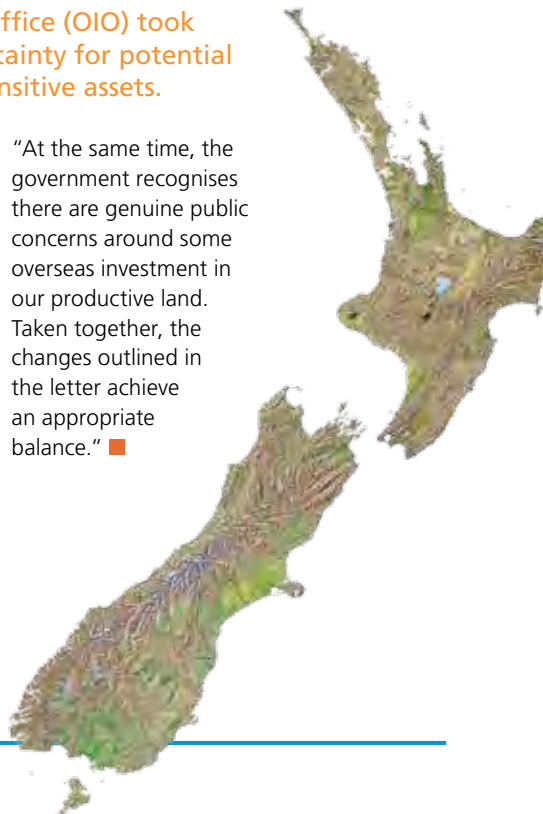 ffice (OIO) took
tainty for potential
nsitive assets.
“At the same time, the
government recognises
there are genuine public
concerns around some
overseas investment in
our productive land.
Taken together, the
changes outlined in
the letter achieve
an appropriate
balance.”